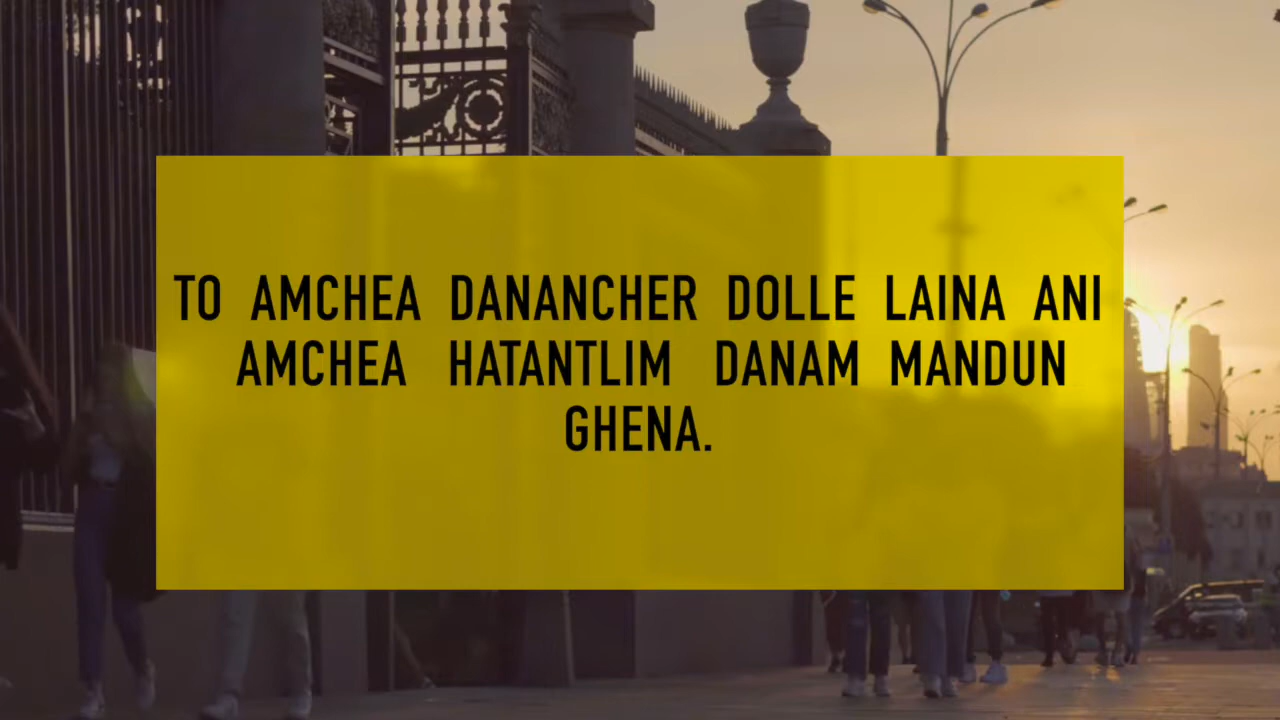 TO AMCHEA DANANCHER DOLLE LAINA ANI
AMCHEA HATANTLIM DANAM MANDUN
GHENA.